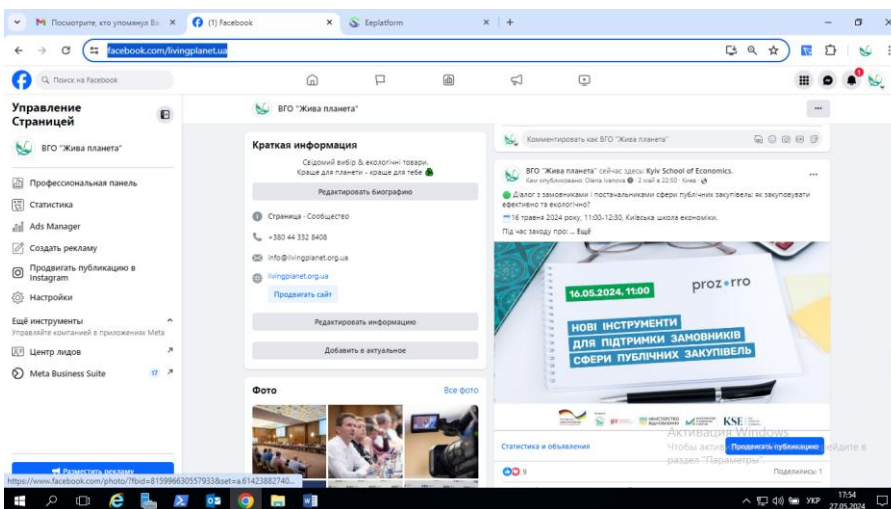 Посмотрите, кто упомянул Ва
(1) Facebook
Eeplatform
facebook.com/livingplanet.ua
Поиск на Facebook
Управление
Страницей
ВГО "Жива планета"
Профессиональная панель
Статистика
Ads Manager
Создать рекламу
Продвигать публикацию в
Instagram
Настройки
Ещё инструменты
Управляйте компанией в приложениях Meta
Центр лидов
Meta Business Suite
17
Разместить рекламу
https://www.facebook.com/photo/?fbid=815996630557933&set=a.61423882740...
ВГО "Жива планета"
Краткая информация
Свідомий вибір & екологічні товари.
Краще для планети - краще для тебе
Редактировать биографию
Страница · Сообщество
+380 44 332 8408
info@livingplanet.org.ua
livingplanet.org.ua
Продвигать сайт
Редактировать информацию
Добавить в актуальное
Фото
Все фото
Комментировать как ВГО "Жива планета"
ВГО "Жива планета" сейчас здесь: Kyiv School of Economics.
Кем опубликовано: Olena Ivanova · 2 мая в 22:50 · Киев ·
Діалог з замовниками і постачальниками сфери публічних закупівель: як закуповувати
ефективно та екологічно?
16 травня 2024 року, 11:00-12:30, Київська школа економіки.
Під час заходу про: ... Ещё
16.05.2024, 11:00
prozorro
НОВІ ІНСТРУМЕНТИ
ДЛЯ ПІДТРИМКИ ЗАМОВНИКІВ
СФЕРИ ПУБЛІЧНИХ ЗАКУПІВЕЛЬ
KSE
Статистика и объявления
Продвигать публикацию
9
Поделились: 1
Активация Windows
Чтобы актив
ейдите в
раздел "Параметры".
УКР
17:54
27.05.2024